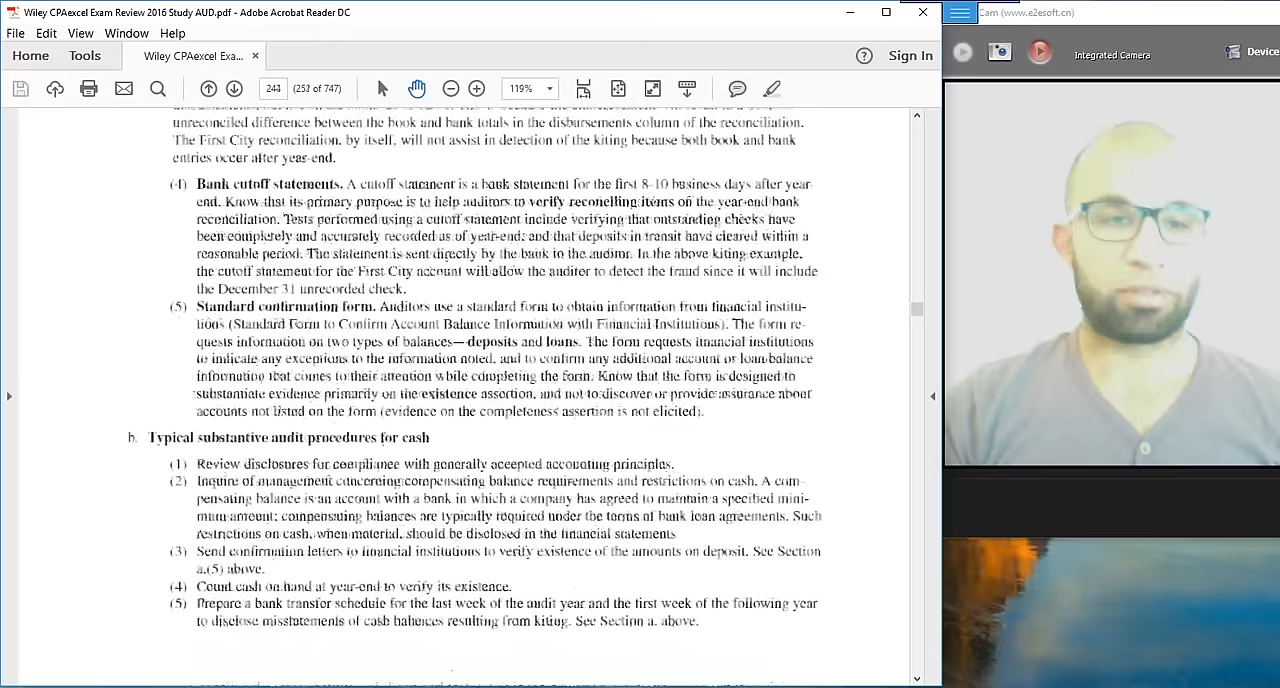 Wiley CPAexcel Exam Review 2016 Study AUD.pdf - Adobe Acrobat Reader DC
Cam (www.e2esoft.cn)
File Edit View Window Help
Home Tools Wiley CPAexcel Exa... × ? Sign In
Integrated Camera Device
243 (253 of 747) 119%
unreconciled difference between the book and bank totals in the disbursements column of the reconciliation.
The First City reconciliation, by itself, will not assist in detection of the kiting because both book and bank
entries occur after year-end.
(4) Bank cutoff statements. A cutoff statement is a bank statement for the first 8-10 business days after year-
end. Know that its primary purpose is to help auditors to verify reconciling items on the year-end bank
reconciliation. Tests performed using a cutoff statement include verifying that outstanding checks have
been completely and accurately recorded as of year-end; and that deposits in transit have cleared within a
reasonable period. The statement is sent directly by the bank to the auditor. In the above kiting example,
the cutoff statement for the First City account will allow the auditor to detect the fraud since it will include
the December 31 unrecorded check.
(5) Standard confirmation form. Auditors use a standard form to obtain information from financial institu-
tions (Standard Form to Confirm Account Balance Information with Financial Institutions). The form re-
quests information on two types of balances—deposits and loans. The form requests financial institutions
to indicate any exceptions to the information noted, and to confirm any additional account or loan balance
information that comes to their attention while completing the form. Know that the form is designed to
substantiate evidence primarily on the existence assertion, and not to discover or provide assurance about
accounts not listed on the form (evidence on the completeness assertion is not elicited).
b. Typical substantive audit procedures for cash
(1) Review disclosures for compliance with generally accepted accounting principles.
(2) Inquire of management concerning compensating balance requirements and restrictions on cash. A com-
pensating balance is an account with a bank in which a company has agreed to maintain a specified mini-
mum amount; compensating balances are typically required under the terms of bank loan agreements. Such
restrictions on cash, when material, should be disclosed in the financial statements
(3) Send confirmation letters to financial institutions to verify existence of the amounts on deposit. See Section
a.(5) above.
(4) Count cash on hand at year-end to verify its existence.
(5) Prepare a bank transfer schedule for the last week of the audit year and the first week of the following year
to disclose misstatements of cash balances resulting from kiting. See Section a. above.